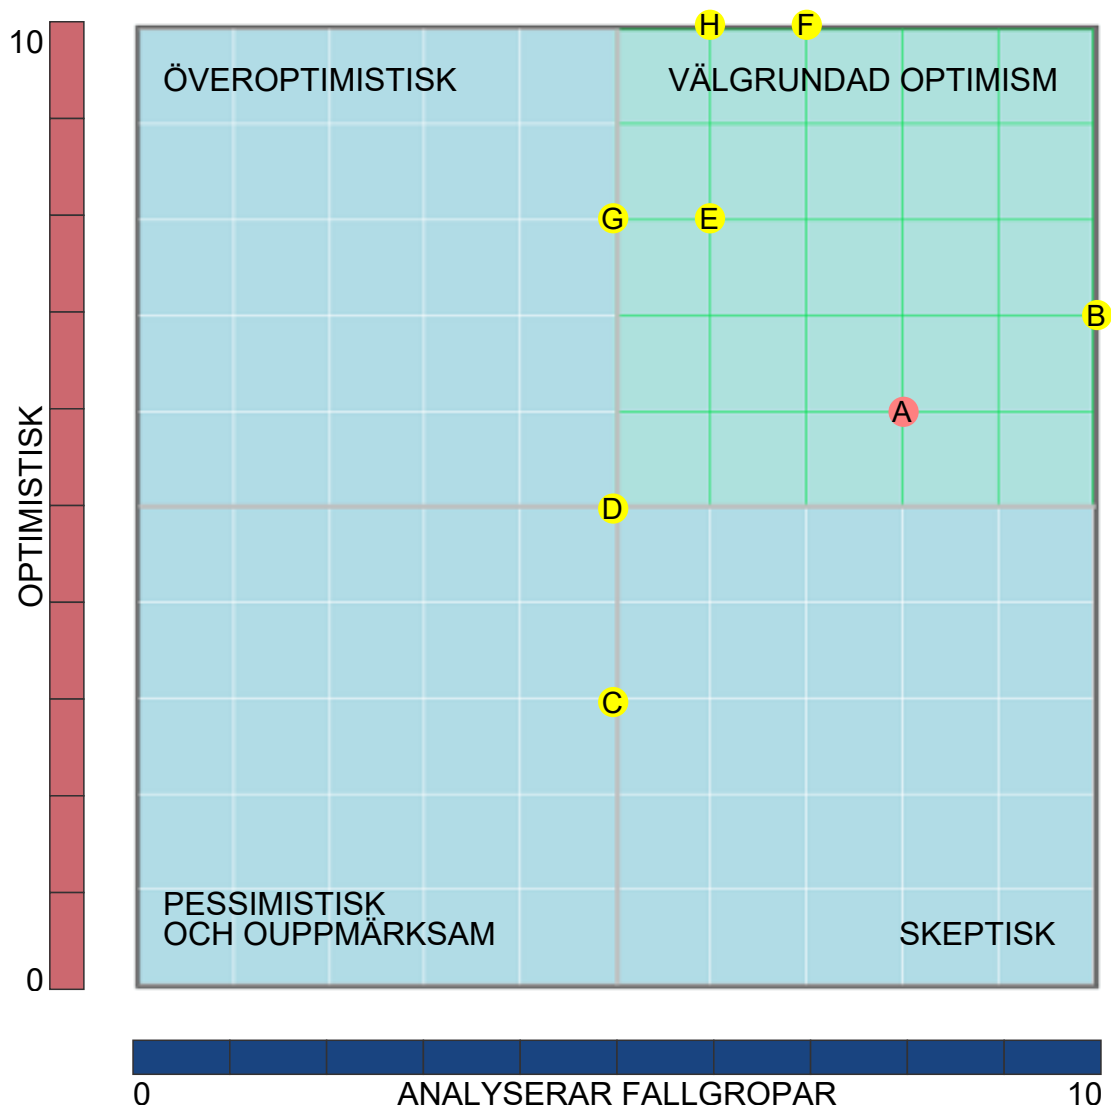 10
H
F
ÖVEROPTIMISTISK
VÄLGRUNDAD OPTIMISM
G
E
B
A
OPTIMISTISK
D
C
PESSIMISTISK
OCH OUPPMÄRKSAM
SKEPTISK
0
0
ANALYSERAR FALLGROPAR
10